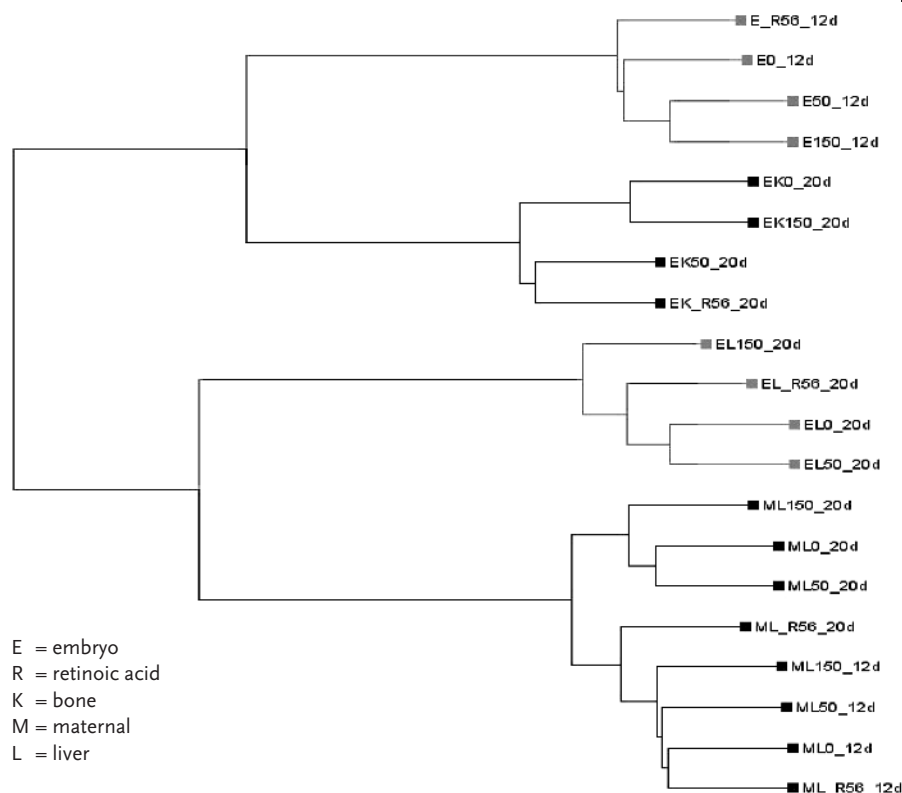 E_R56_12d
E0_12d
E50_12d
E150_12d
EK0_20d
EK150_20d
EK50_20d
EK_R56_20d
EL150_20d
EL_R56_20d
EL0_20d
EL50_20d
ML150_20d
ML0_20d
ML50_20d
ML_R56_20d
ML150_12d
ML50_12d
ML0_12d
ML_R56_12d
E = embryo
R = retinoic acid
K = bone
M = maternal
L = liver